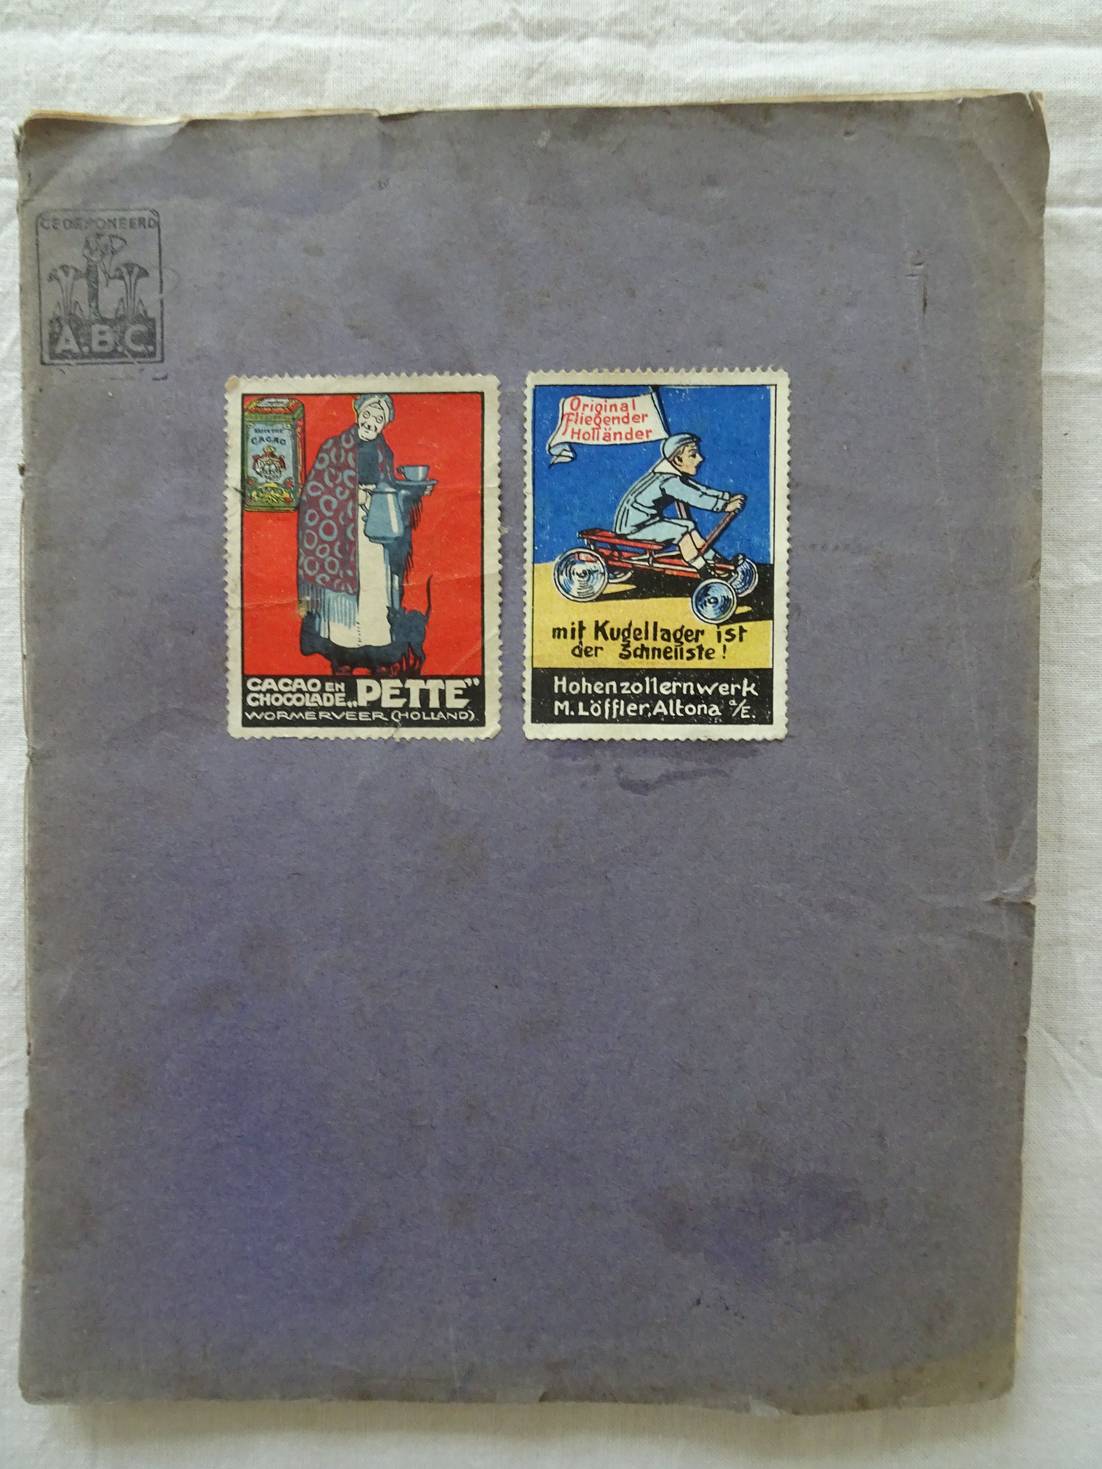 GEDEPONEERD
A.B.C.
CACAO
CACAO EN
CHOCOLADE „PETTE”
WORMERVEER (HOLLAND)
Original
Fliegender
Holländer
mit Kugellager ist
der Schnellste!
Hohenzollernwerk
M. Löffler, Altona a/E.